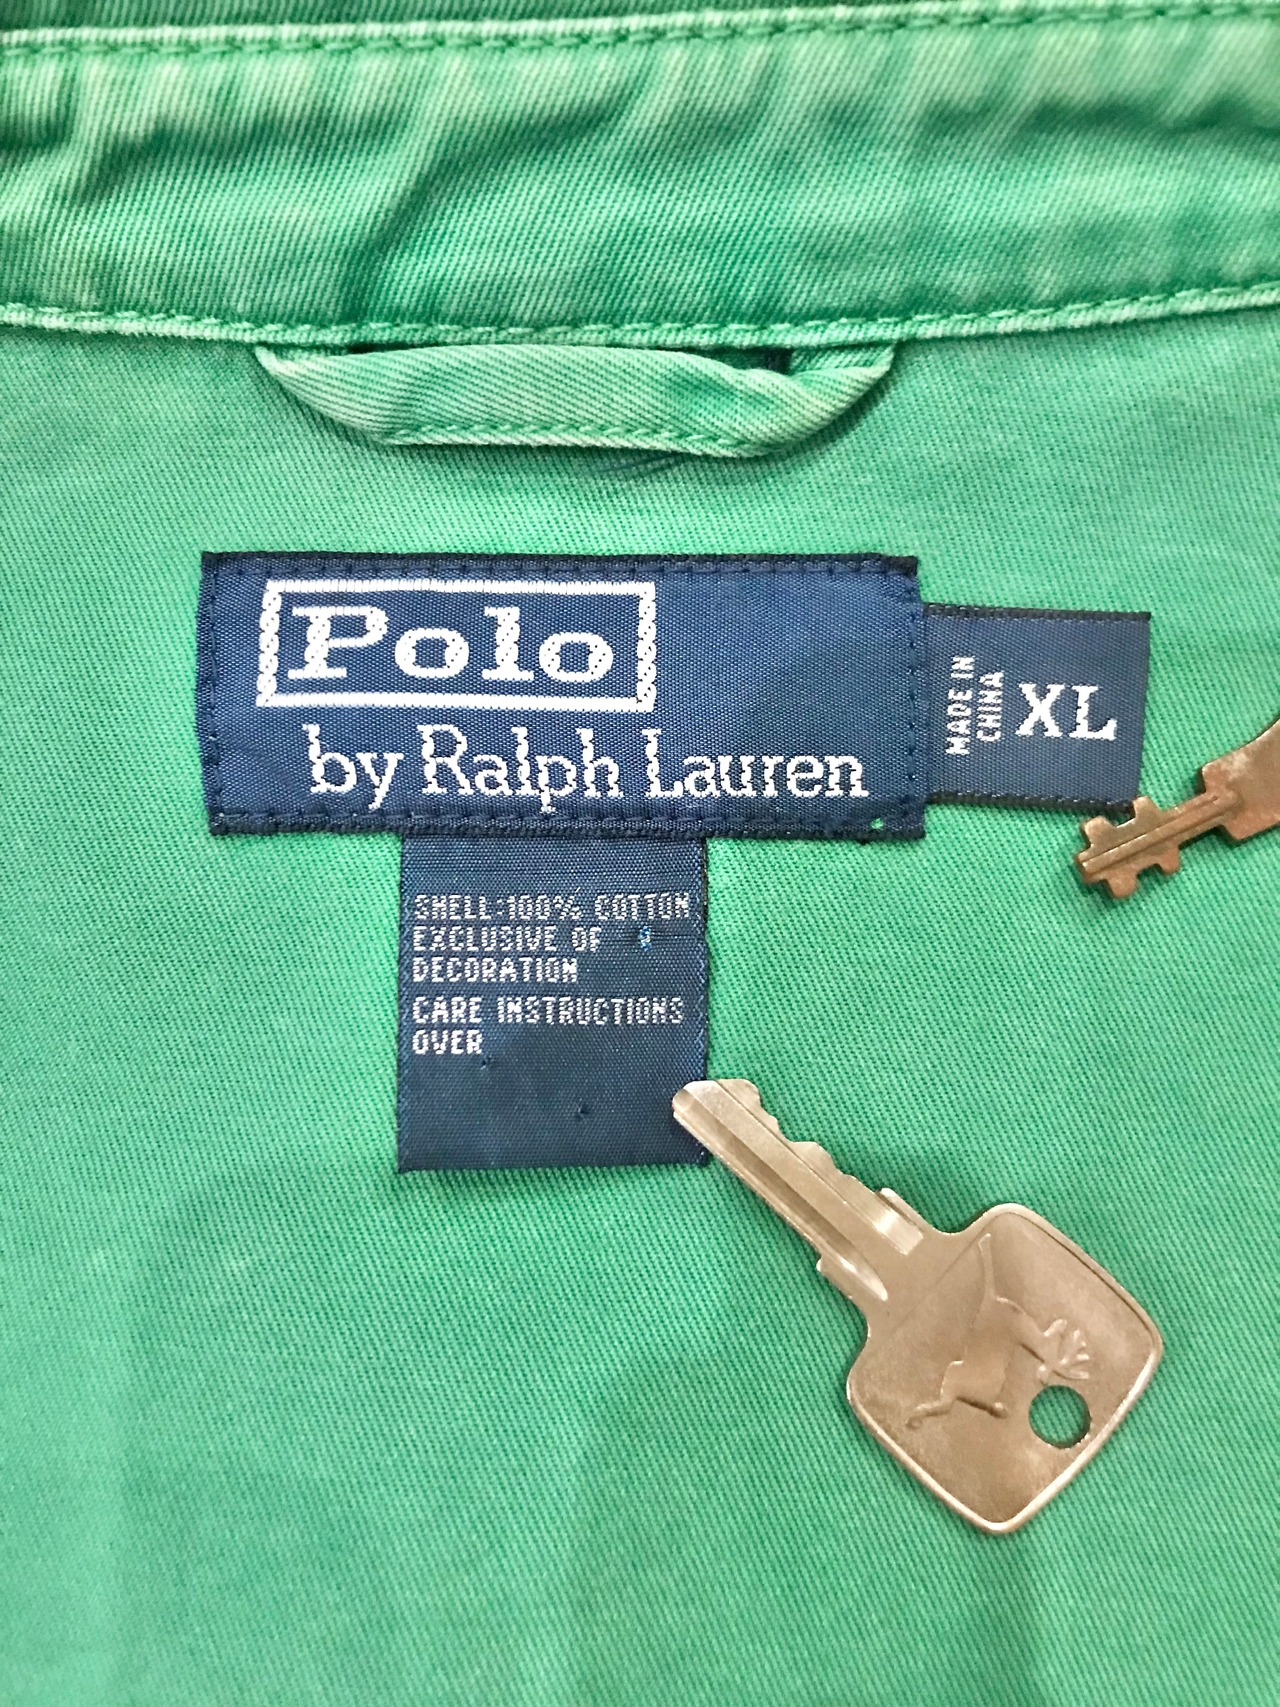 Polo
by Ralph Lauren
MADE IN
CHINA
XL
SHELL:100% COTTON
EXCLUSIVE OF
DECORATION
CARE INSTRUCTIONS
OVER